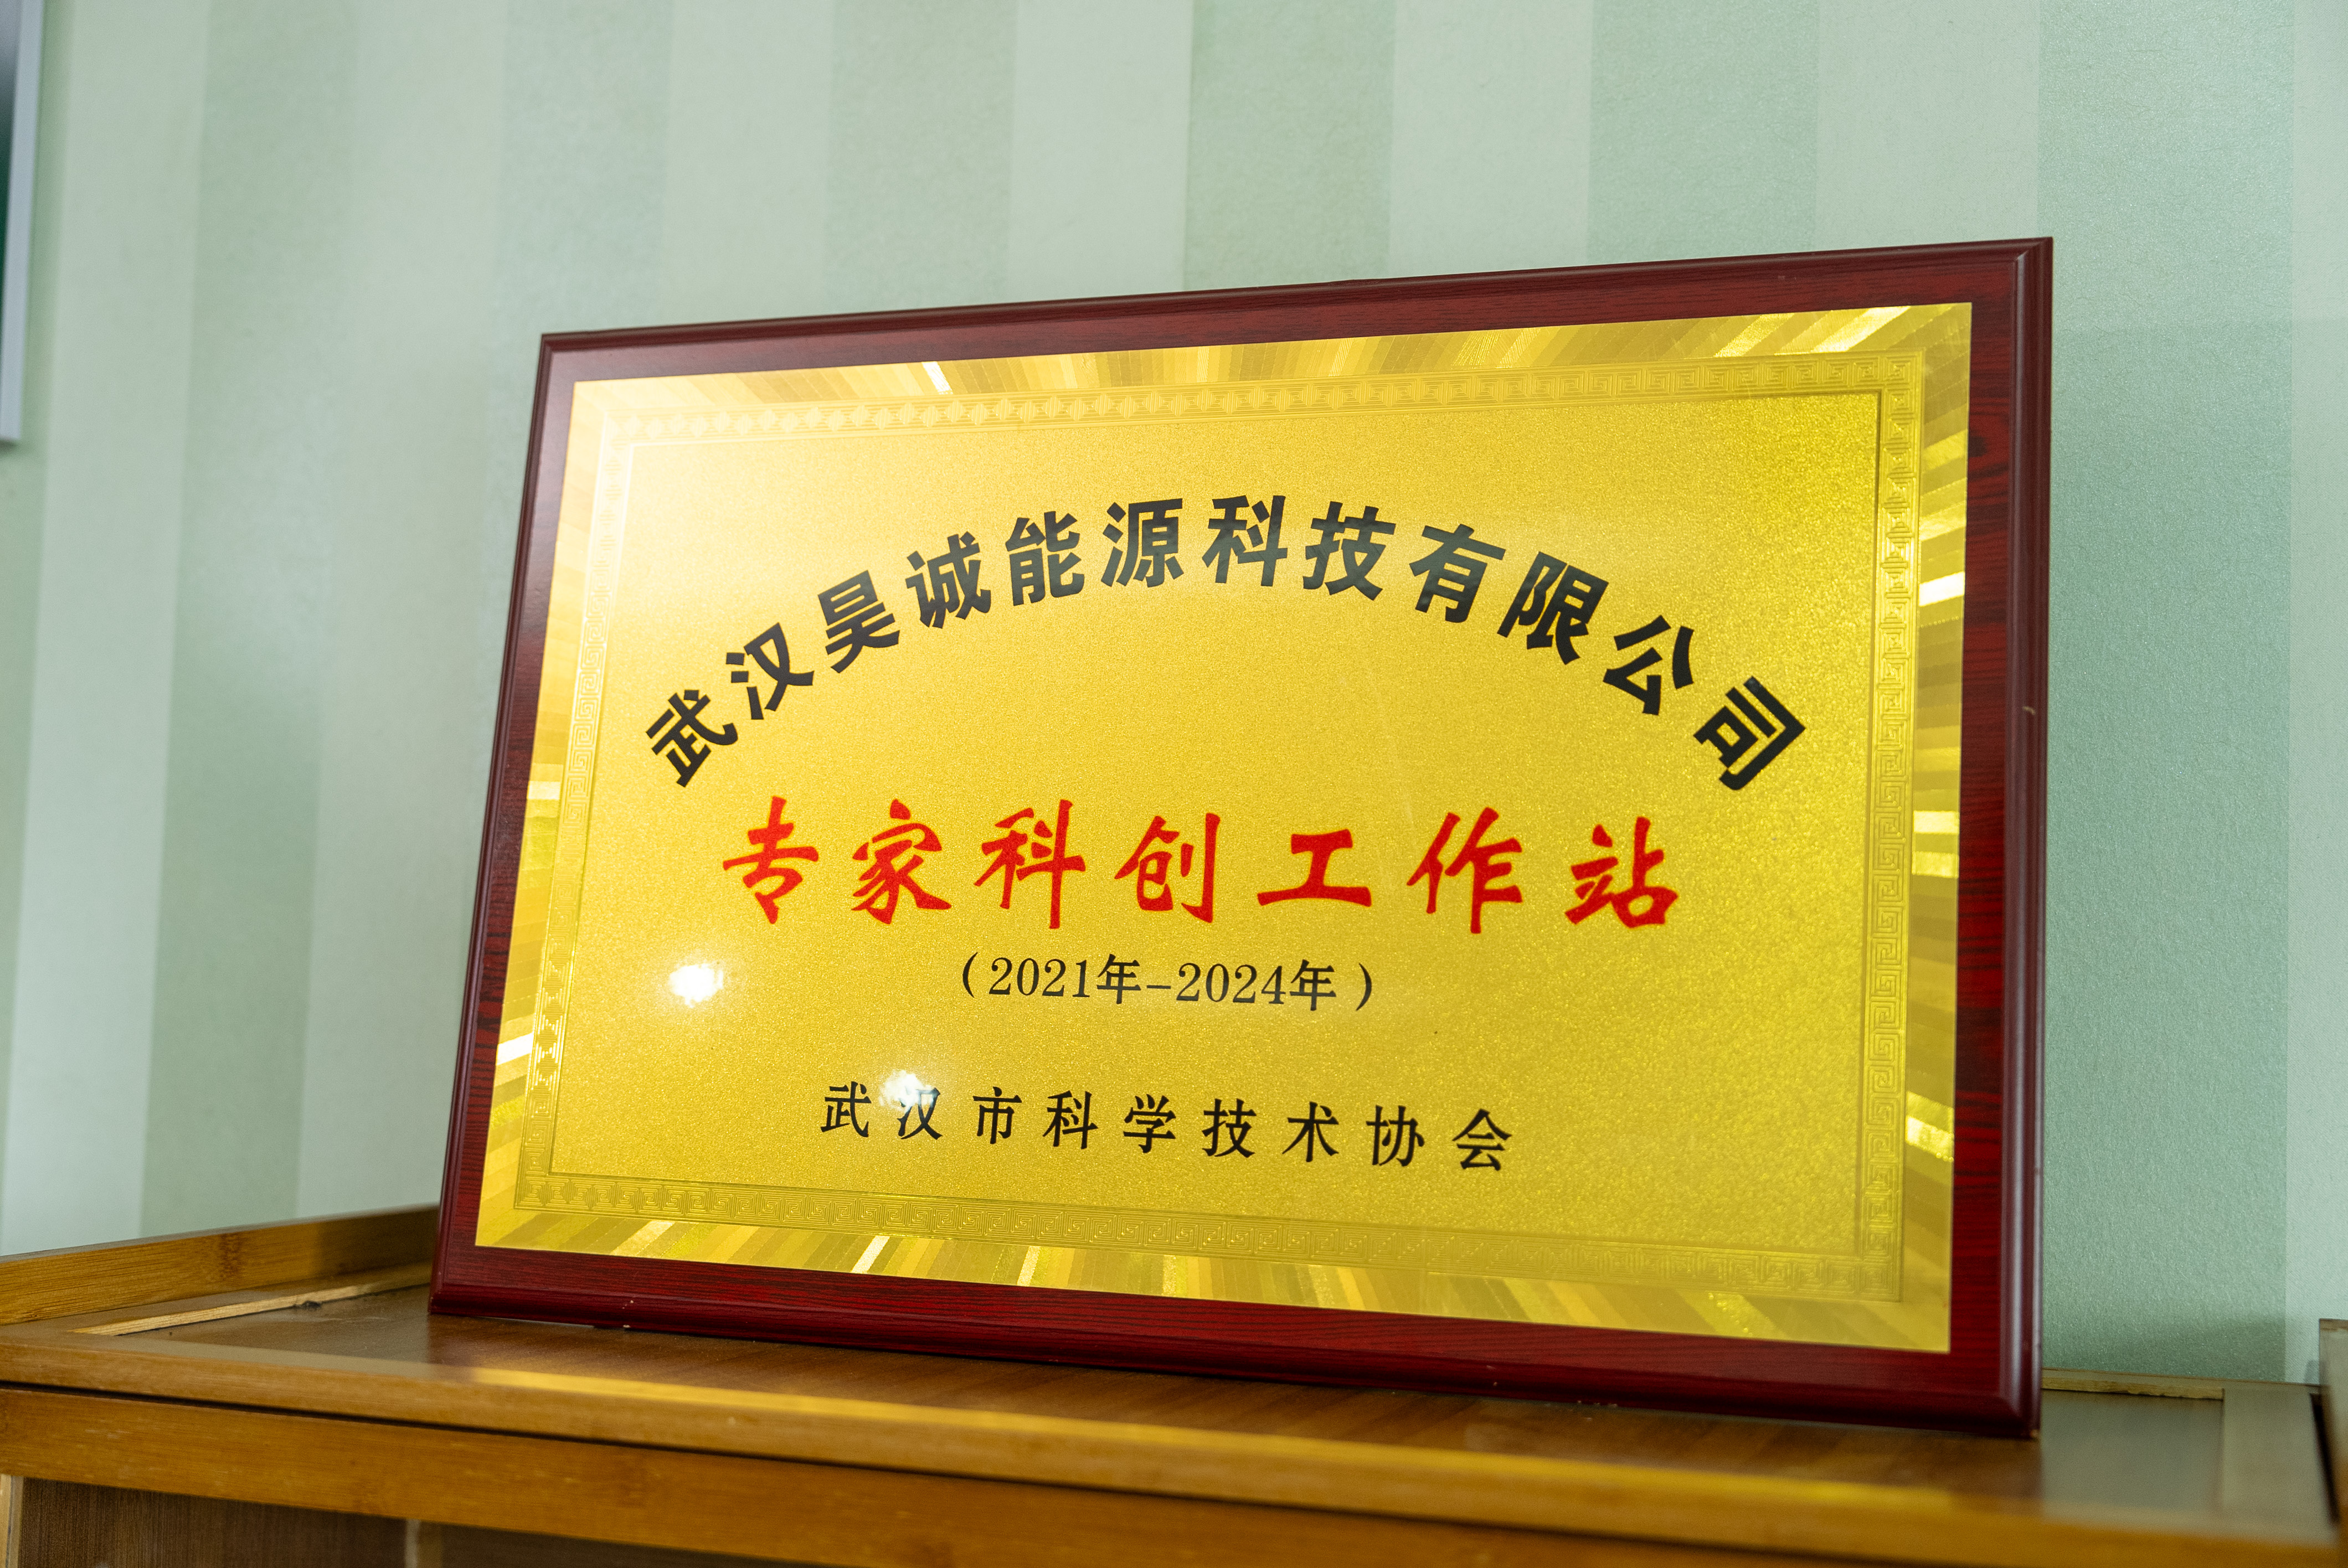 武汉昊诚能源科技有限公司
专家科创工作站
（2021年-2024年）
武汉市科学技术协会